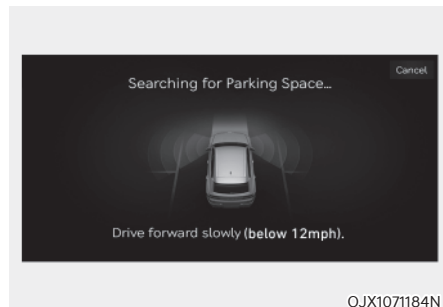 Cancel
Searching for Parking Space...
Drive forward slowly (below 12mph).
OJX1071184N